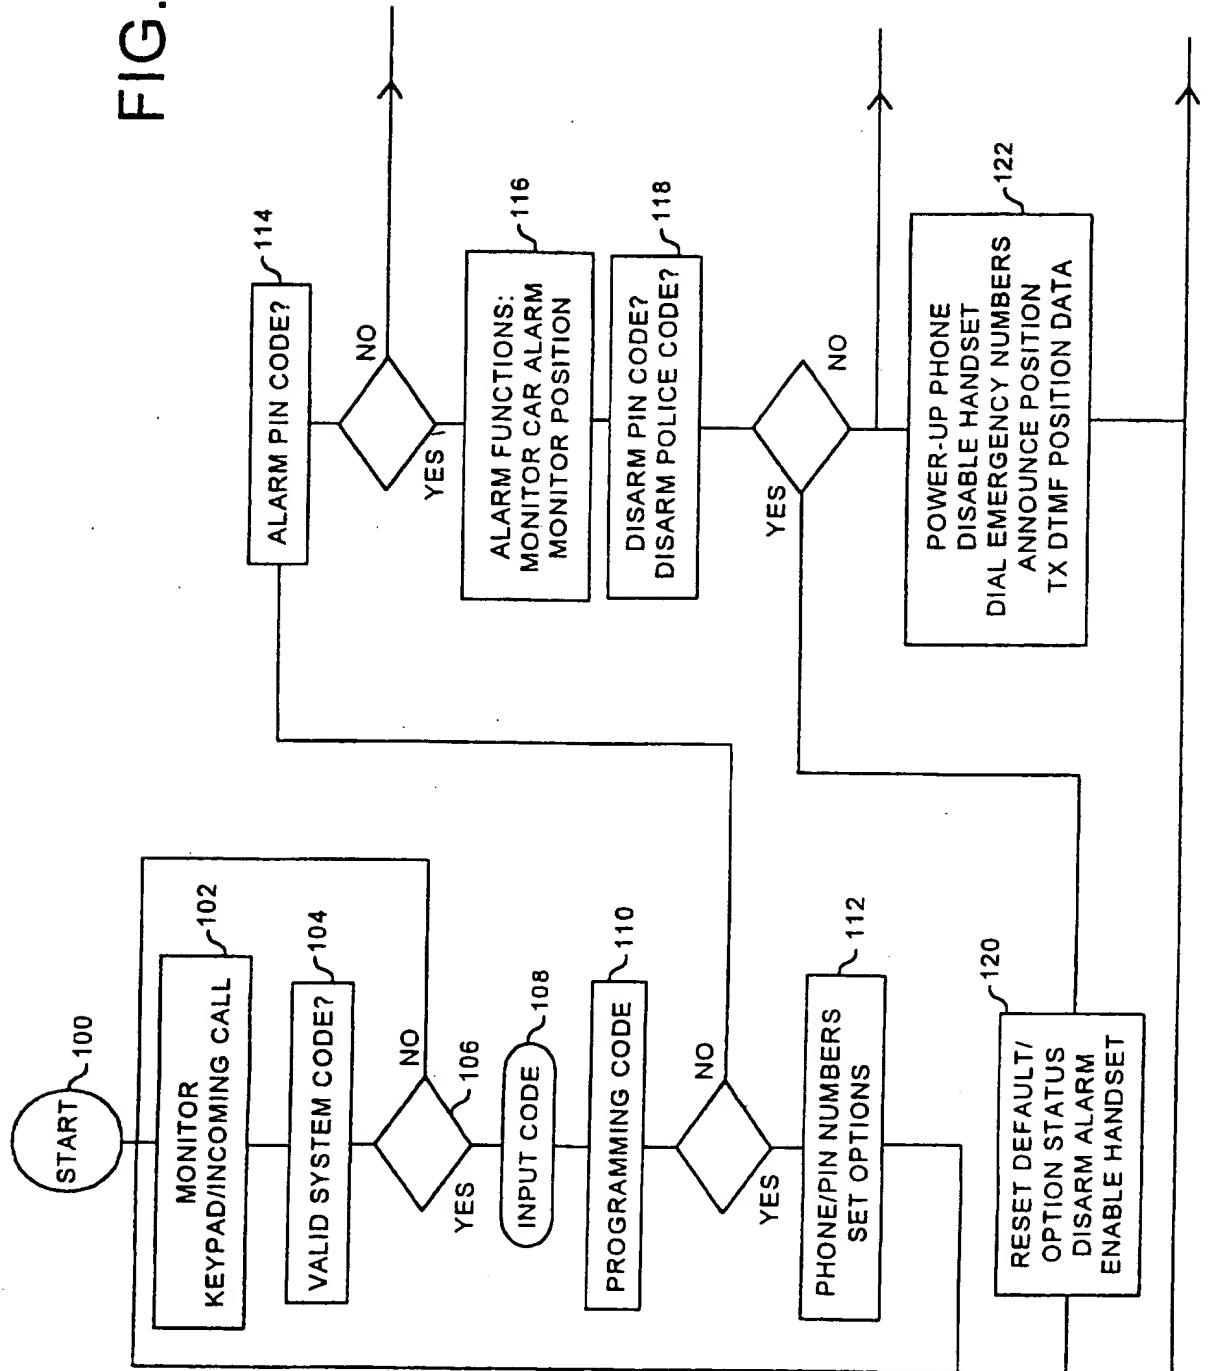 FIG.
START
100
MONITOR
KEYPAD/INCOMING CALL
102
VALID SYSTEM CODE?
104
NO
106
YES
INPUT CODE
108
PROGRAMMING CODE
110
NO
YES
PHONE/PIN NUMBERS
SET OPTIONS
112
RESET DEFAULT/
OPTION STATUS
DISARM ALARM
ENABLE HANDSET
120
ALARM PIN CODE?
114
NO
YES
ALARM FUNCTIONS:
MONITOR CAR ALARM
MONITOR POSITION
116
DISARM PIN CODE?
DISARM POLICE CODE?
118
YES
NO
POWER-UP PHONE
DISABLE HANDSET
DIAL EMERGENCY NUMBERS
ANNOUNCE POSITION
TX DTMF POSITION DATA
122